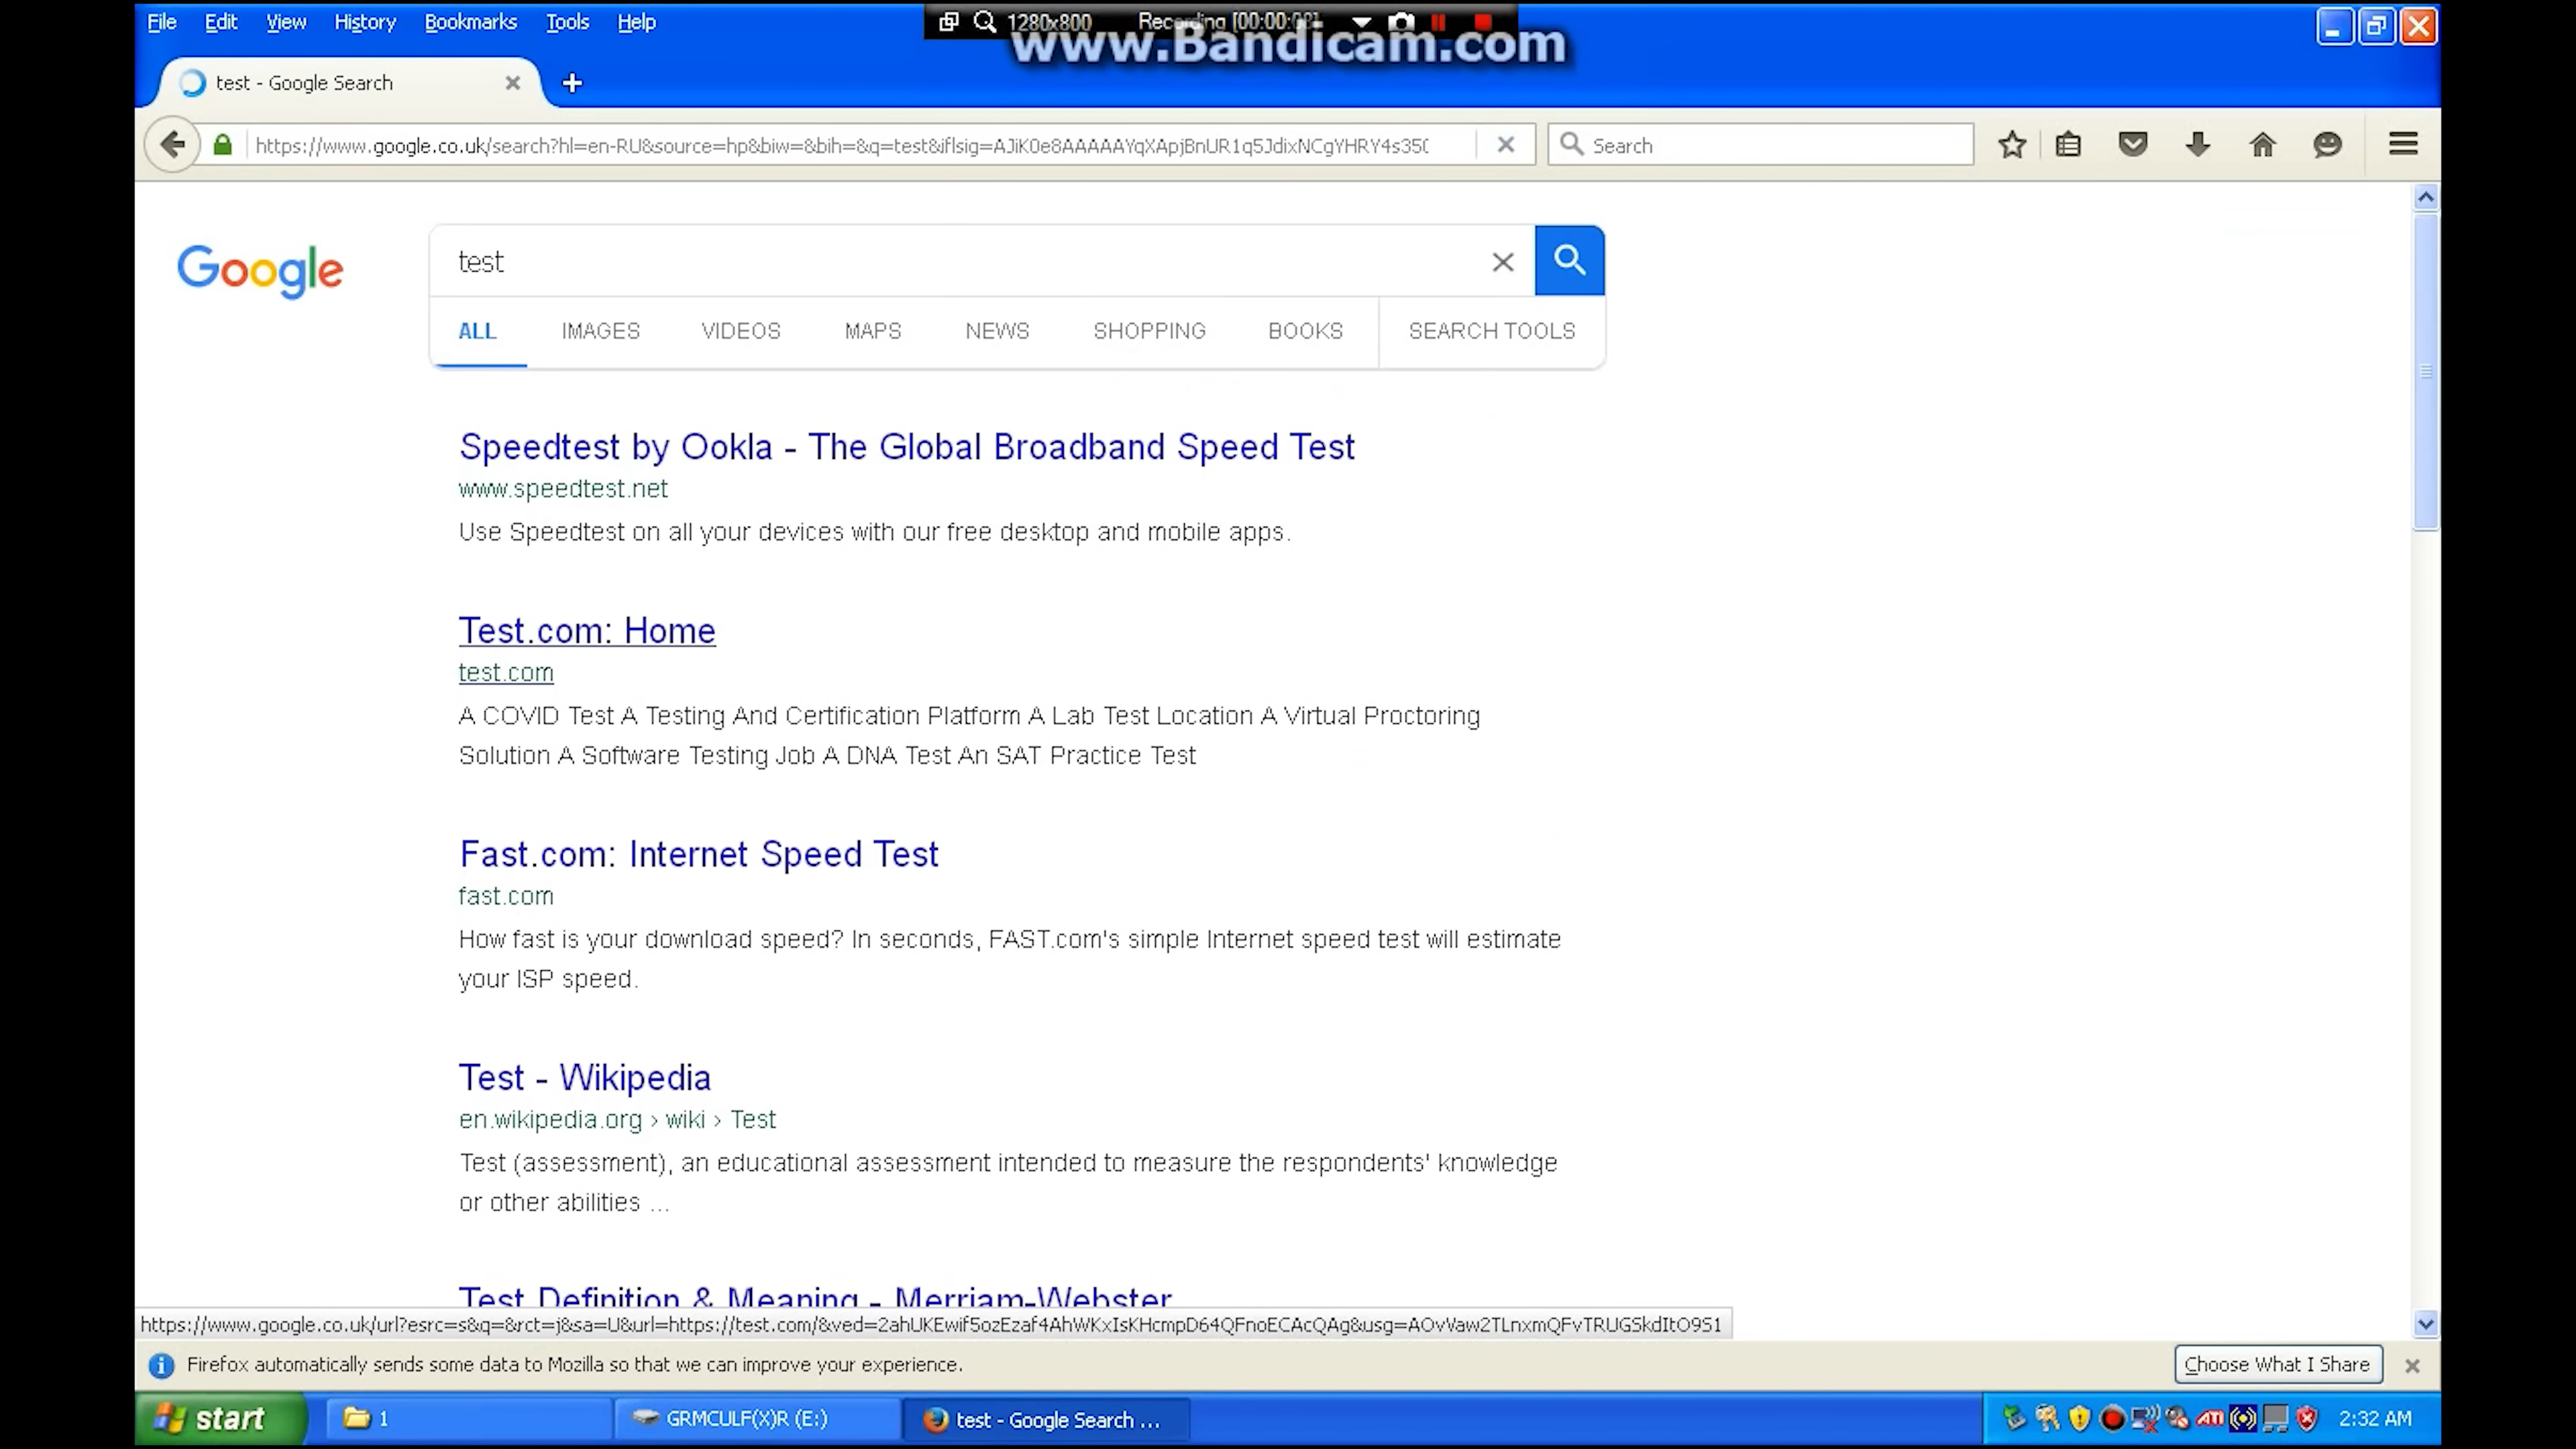 File Edit View History Bookmarks Tools Help
1280x800 Recording [00:00:08]
www.Bandicam.com
test - Google Search
https://www.google.co.uk/search?hl=en-RU&source=hp&biw=&bih=&q=test&iflsig=AJiK0e8AAAAAYqXApjBnUR1q5JdixNCgYHRY4s350
Search
Google
test
ALL IMAGES VIDEOS MAPS NEWS SHOPPING BOOKS SEARCH TOOLS
Speedtest by Ookla - The Global Broadband Speed Test
www.speedtest.net
Use Speedtest on all your devices with our free desktop and mobile apps.
Test.com: Home
test.com
A COVID Test A Testing And Certification Platform A Lab Test Location A Virtual Proctoring
Solution A Software Testing Job A DNA Test An SAT Practice Test
Fast.com: Internet Speed Test
fast.com
How fast is your download speed? In seconds, FAST.com's simple Internet speed test will estimate
your ISP speed.
Test - Wikipedia
en.wikipedia.org › wiki › Test
Test (assessment), an educational assessment intended to measure the respondents' knowledge
or other abilities ...
Test Definition & Meaning - Merriam-Webster
https://www.google.co.uk/url?esrc=s&q=&rct=j&sa=U&url=https://test.com/&ved=2ahUKEwif5ozEzaf4AhWKxIsKHcmpD64QFnoECAcQAg&usg=AOvVaw2TLnxmQFvTRUGSkdItO9S1
Firefox automatically sends some data to Mozilla so that we can improve your experience.
Choose What I Share
start
1
GRMCULF(X)R (E:)
test - Google Search ...
ATI
2:32 AM